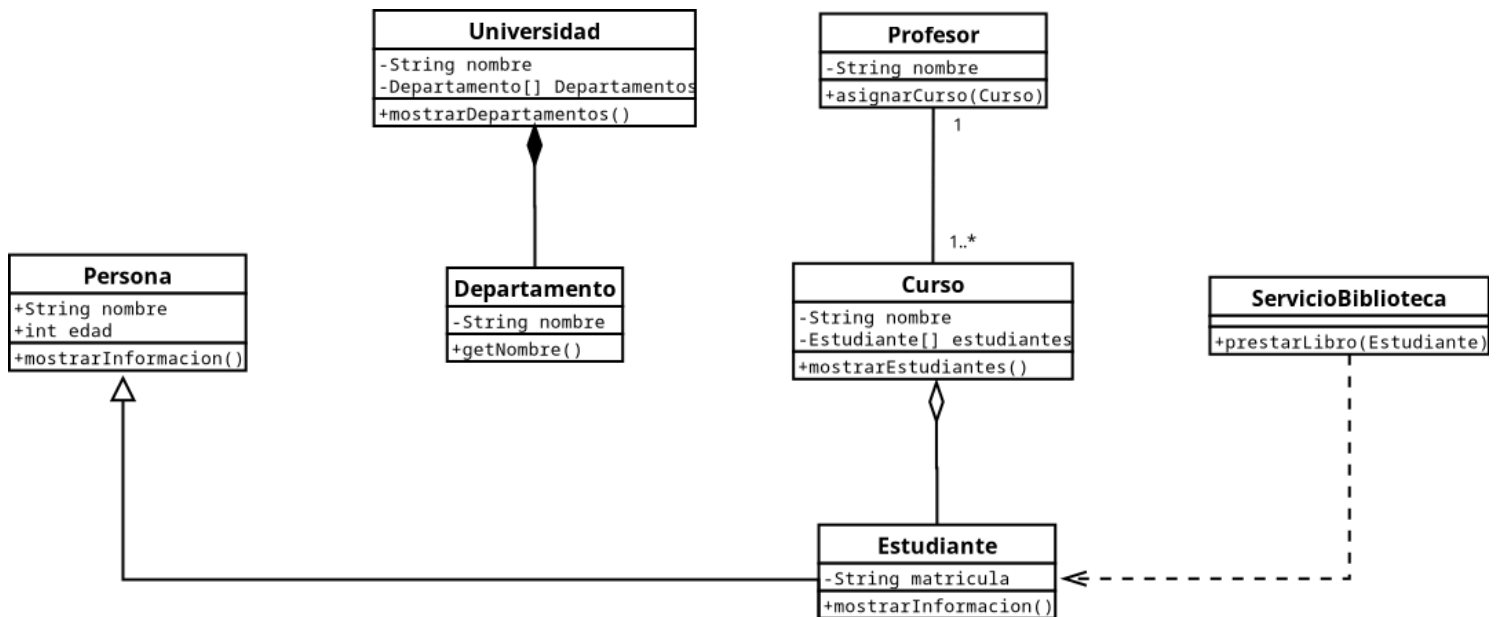 Universidad
-String nombre
-Departamento[] Departamentos
+mostrarDepartamentos()
Profesor
-String nombre
+asignarCurso(Curso)
1
1..*
Persona
+String nombre
+int edad
+mostrarInformacion()
Departamento
-String nombre
+getNombre()
Curso
-String nombre
-Estudiante[] estudiantes
+mostrarEstudiantes()
ServicioBiblioteca
+prestarLibro(Estudiante)
Estudiante
-String matricula
+mostrarInformacion()